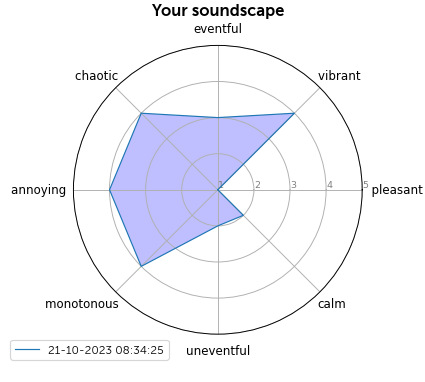 Your soundscape
eventful
chaotic
vibrant
annoying
1
2
3
4
5
pleasant
monotonous
calm
21-10-2023 08:34:25
uneventful